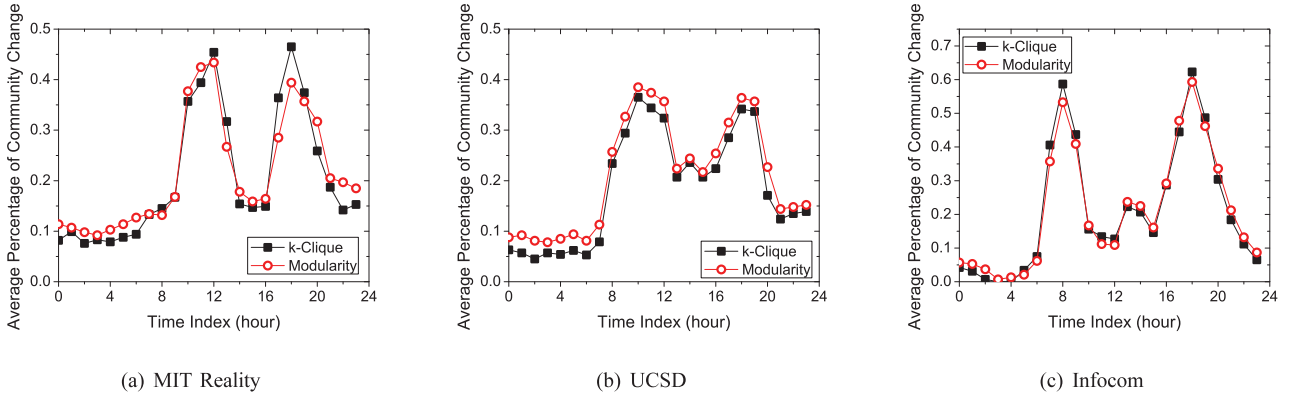 Average Percentage of Community Change
0.5
0.4
0.3
0.2
0.1
0.0
0 4 8 12 16 20 24
k-Clique
Modularity
Time Index (hour)
(a) MIT Reality
Average Percentage of Community Change
0.5
0.4
0.3
0.2
0.1
0.0
0 4 8 12 16 20 24
k-Clique
Modularity
Time Index (hour)
(b) UCSD
Average Percentage of Community Change
0.7
0.6
0.5
0.4
0.3
0.2
0.1
0.0
0 4 8 12 16 20 24
k-Clique
Modularity
Time Index (hour)
(c) Infocom